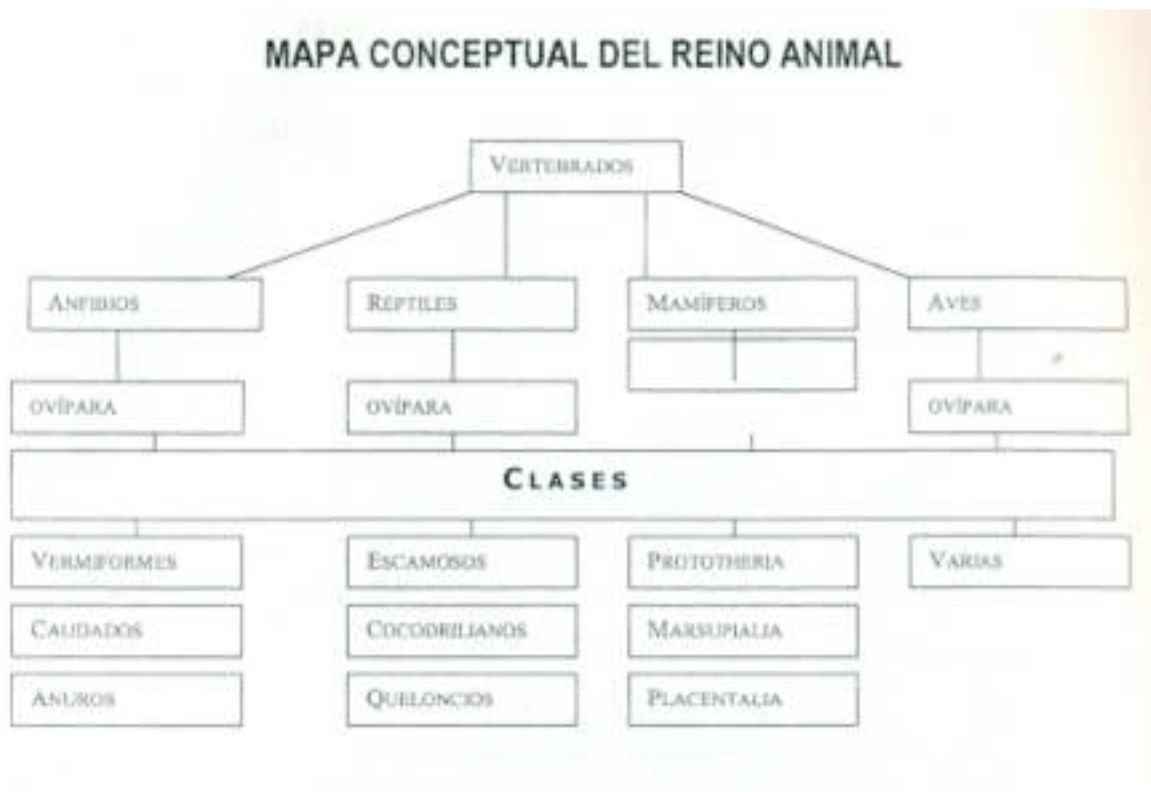 MAPA CONCEPTUAL DEL REINO ANIMAL
VERTEBRADOS
ANFIBIOS REPTILES MAMÍFEROS AVES
OVÍPARA OVÍPARA OVÍPARA
CLASES
VERMIFORMES ESCAMOSOS PROTOTHERIA VARIAS
CAUDADOS COCODRILIANOS MARSUPIALIA
ANUROS QUELONCIOS PLACENTALIA